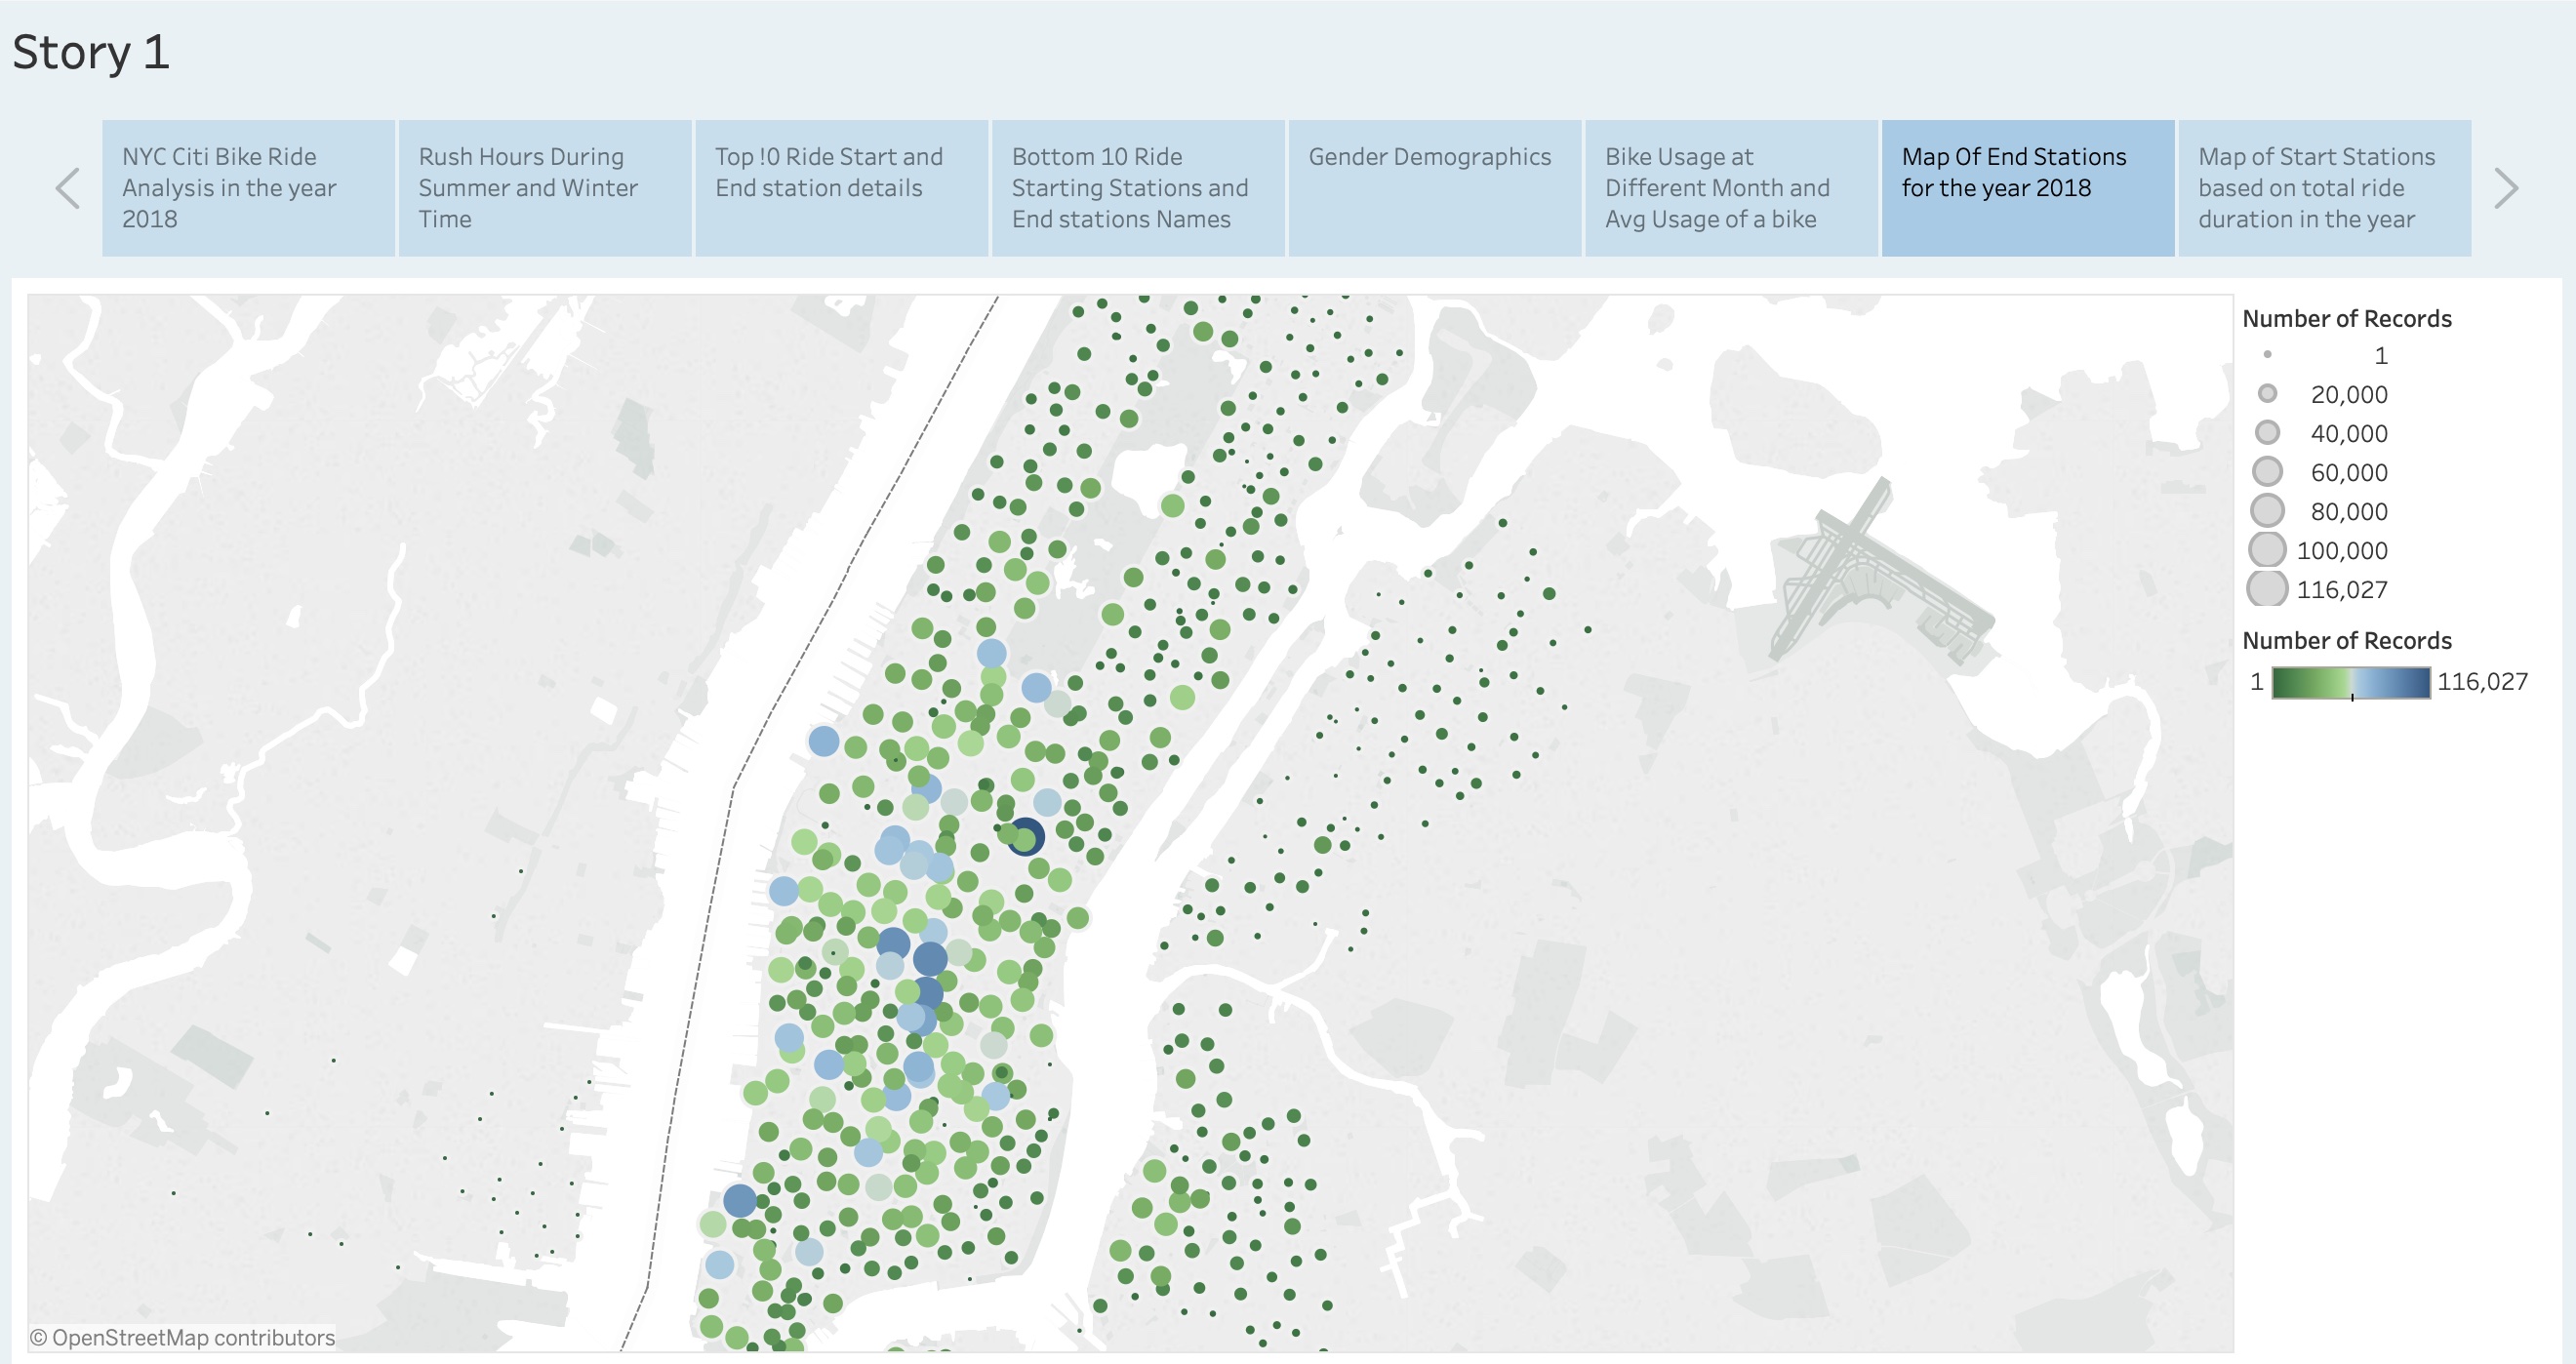 Story 1
NYC Citi Bike Ride
Analysis in the year
2018
Rush Hours During
Summer and Winter
Time
Top !0 Ride Start and
End station details
Bottom 10 Ride
Starting Stations and
End stations Names
Gender Demographics
Bike Usage at
Different Month and
Avg Usage of a bike
Map Of End Stations
for the year 2018
Map of Start Stations
based on total ride
duration in the year
Number of Records
1
20,000
40,000
60,000
80,000
100,000
116,027
Number of Records
1 116,027
© OpenStreetMap contributors